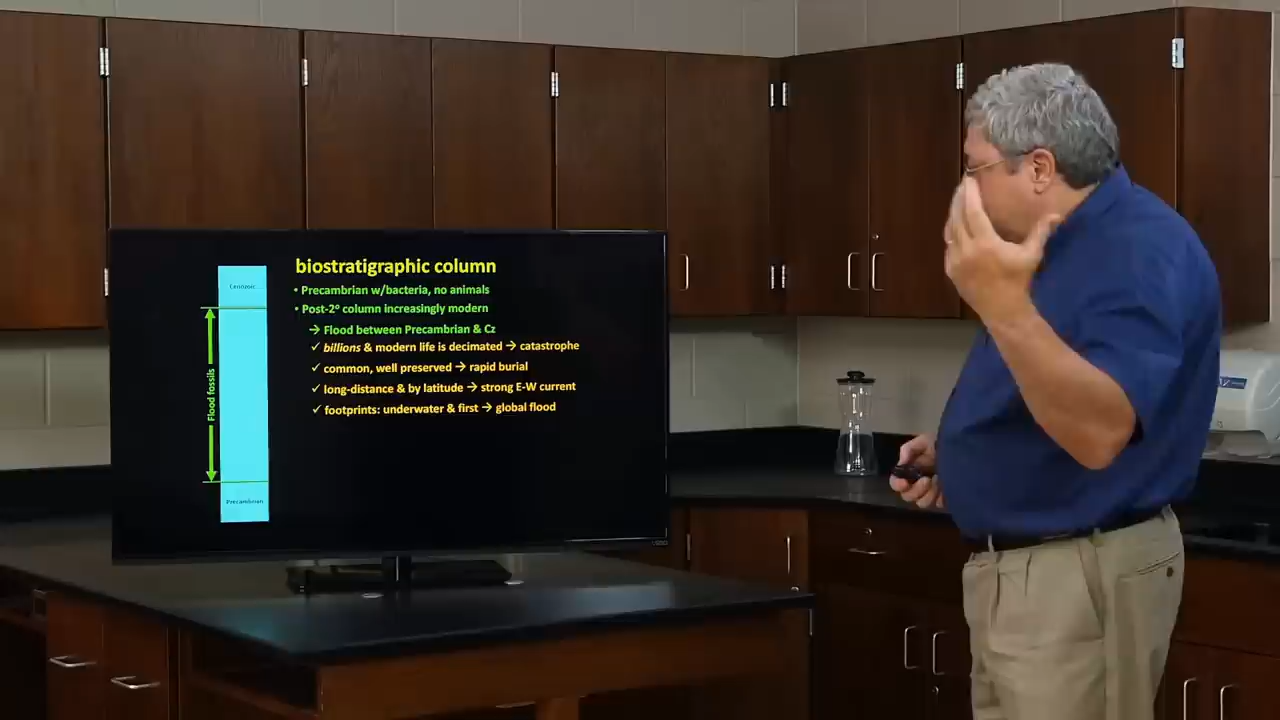 biostratigraphic column
Cenozoic
• Precambrian w/bacteria, no animals
• Post-2° column increasingly modern
→ Flood between Precambrian & Cz
✓ billions & modern life is decimated → catastrophe
✓ common, well preserved → rapid burial
✓ long-distance & by latitude → strong E-W current
✓ footprints: underwater & first → global flood
Flood fossils
Precambrian